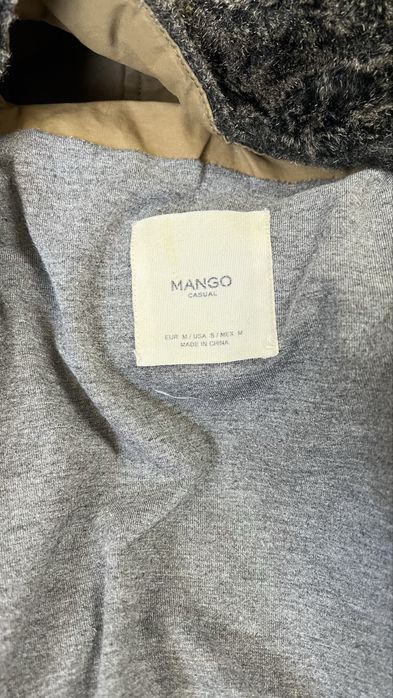 MANGO
CASUAL
EUR M / USA S / MEX M
MADE IN CHINA